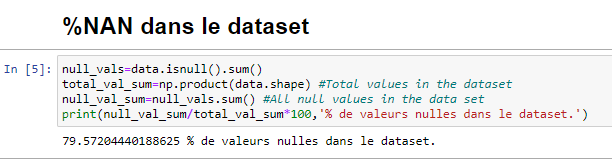 %NAN dans le dataset
In [5]: null_vals=data.isnull().sum()
total_val_sum=np.product(data.shape) #Total values in the dataset
null_val_sum=null_vals.sum() #All null values in the data set
print(null_val_sum/total_val_sum*100,'% de valeurs nulles dans le dataset.')
79.57204440188625 % de valeurs nulles dans le dataset.